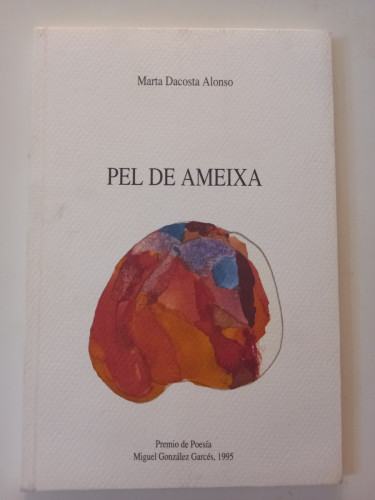 Marta Dacosta Alonso
PEL DE AMEIXA
Premio de Poesía
Miguel González Garcés, 1995